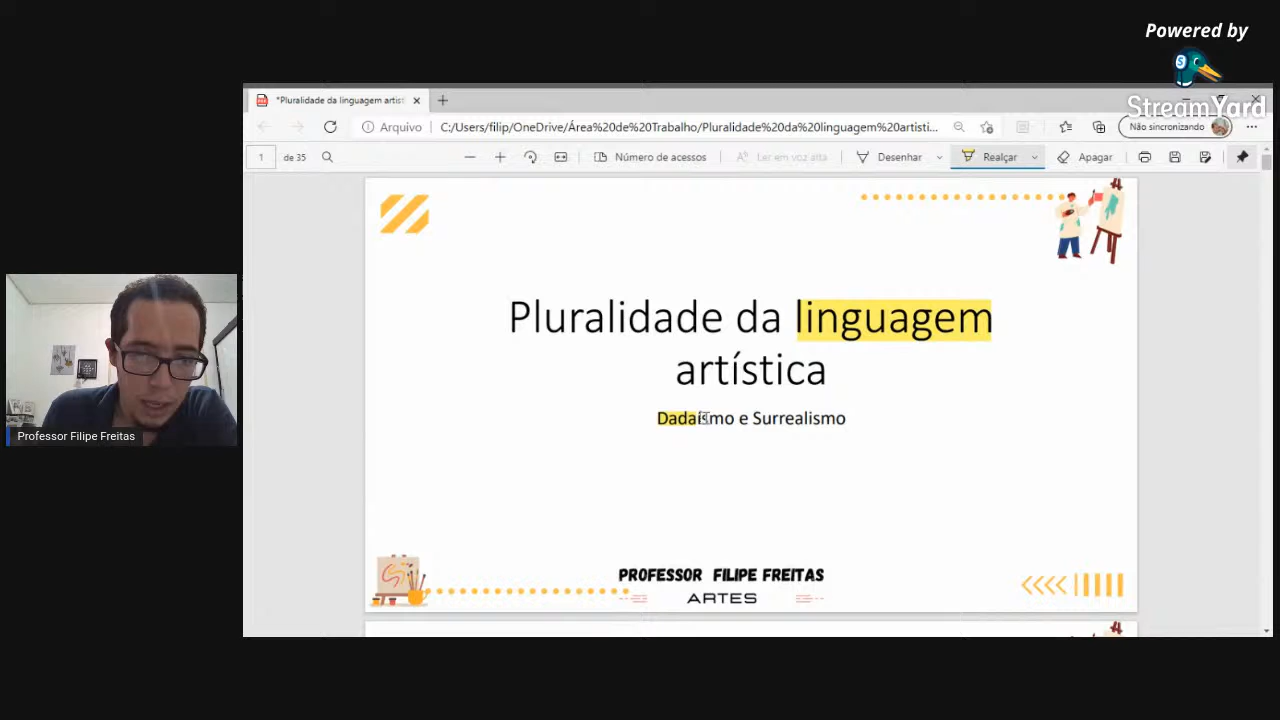 Powered by
StreamYard
*Pluralidade da linguagem artist
Arquivo
C:/Users/filip/OneDrive/Área%20de%20Trabalho/Pluralidade%20da%20linguagem%20artisti...
Não sincronizando
1 de 35
Número de acessos
Ler em voz alta
Desenhar
Realçar
Apagar
Pluralidade da linguagem
artística
Dadaísmo e Surrealismo
PROFESSOR FILIPE FREITAS
ARTES
Professor Filipe Freitas